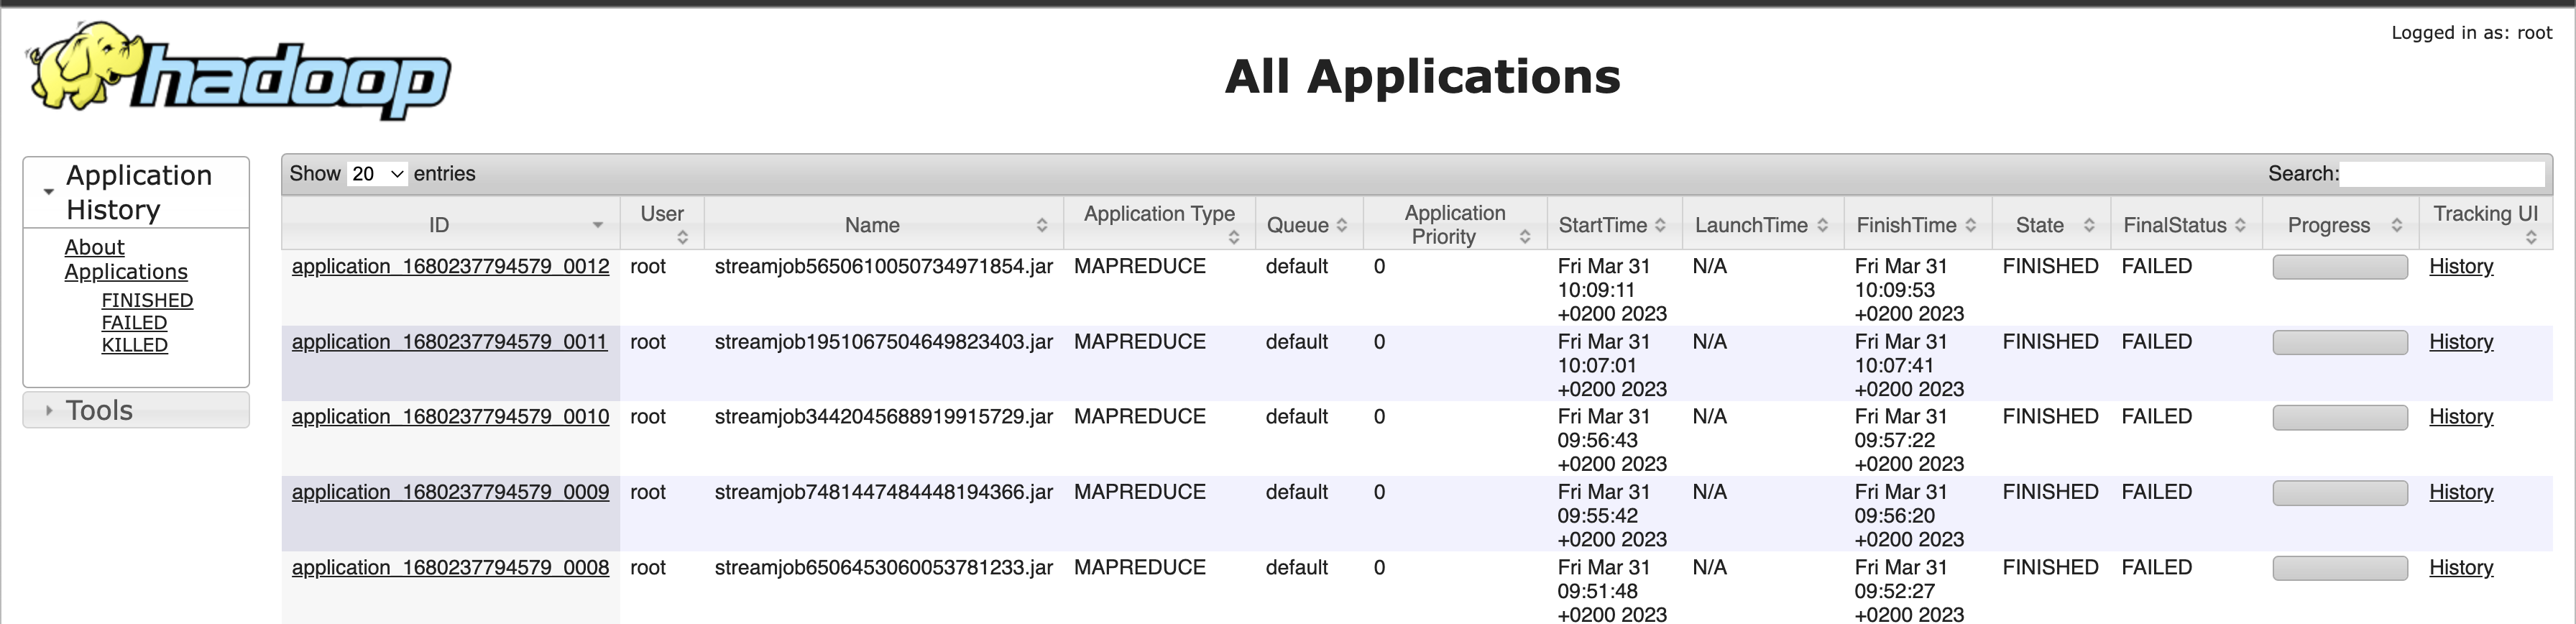 Logged in as: root
hadoop
All Applications
Application
History
About
Applications
FINISHED
FAILED
KILLED
Tools
Show 20 entries
Search:
ID User Name Application Type Queue Application Priority StartTime LaunchTime FinishTime State FinalStatus Progress Tracking UI
application_1680237794579_0012 root streamjob5650610050734971854.jar MAPREDUCE default 0 Fri Mar 31 N/A Fri Mar 31 FINISHED FAILED History
10:09:11 10:09:53
+0200 2023 +0200 2023
application_1680237794579_0011 root streamjob1951067504649823403.jar MAPREDUCE default 0 Fri Mar 31 N/A Fri Mar 31 FINISHED FAILED History
10:07:01 10:07:41
+0200 2023 +0200 2023
application_1680237794579_0010 root streamjob3442045688919915729.jar MAPREDUCE default 0 Fri Mar 31 N/A Fri Mar 31 FINISHED FAILED History
09:56:43 09:57:22
+0200 2023 +0200 2023
application_1680237794579_0009 root streamjob7481447484448194366.jar MAPREDUCE default 0 Fri Mar 31 N/A Fri Mar 31 FINISHED FAILED History
09:55:42 09:56:20
+0200 2023 +0200 2023
application_1680237794579_0008 root streamjob6506453060053781233.jar MAPREDUCE default 0 Fri Mar 31 N/A Fri Mar 31 FINISHED FAILED History
09:51:48 09:52:27
+0200 2023 +0200 2023